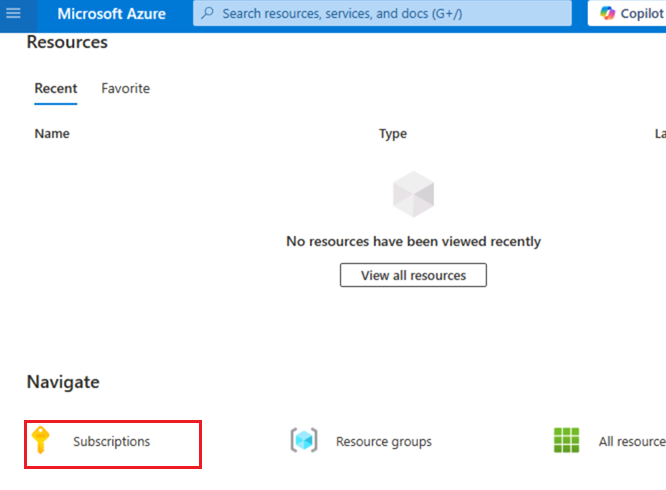 Microsoft Azure
Search resources, services, and docs (G+/)
Copilot
Resources
Recent Favorite
Name Type La
No resources have been viewed recently
View all resources
Navigate
Subscriptions Resource groups All resource